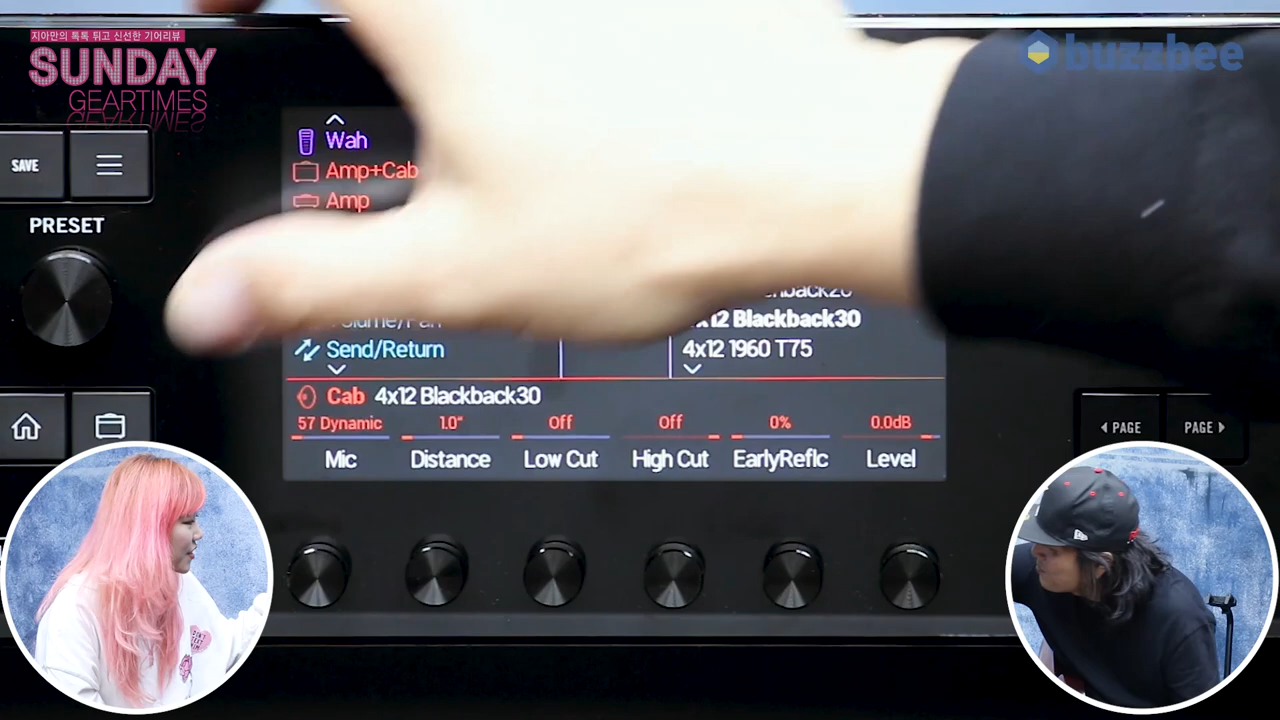 지아만의 톡톡 튀고 신선한 기어리뷰
SUNDAY
GEARTIMES
buzzbee
SAVE
PRESET
Wah
Amp+Cab
Amp
Send/Return
Blackback30
4x12 1960 T75
Cab 4x12 Blackback30
57 Dynamic 1.0" Off Off 0% 0.0dB
Mic Distance Low Cut High Cut EarlyReflc Level
PAGE PAGE